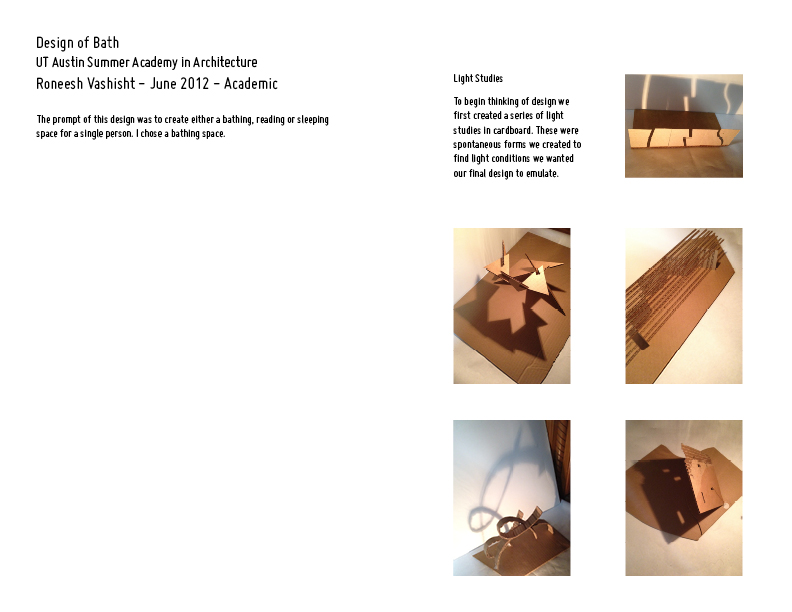 Design of Bath
UT Austin Summer Academy in Architecture
Roneesh Vashisht - June 2012 - Academic
The prompt of this design was to create either a bathing, reading or sleeping
space for a single person. I chose a bathing space.
Light Studies
To begin thinking of design we
first created a series of light
studies in cardboard. These were
spontaneous forms we created to
find light conditions we wanted
our final design to emulate.